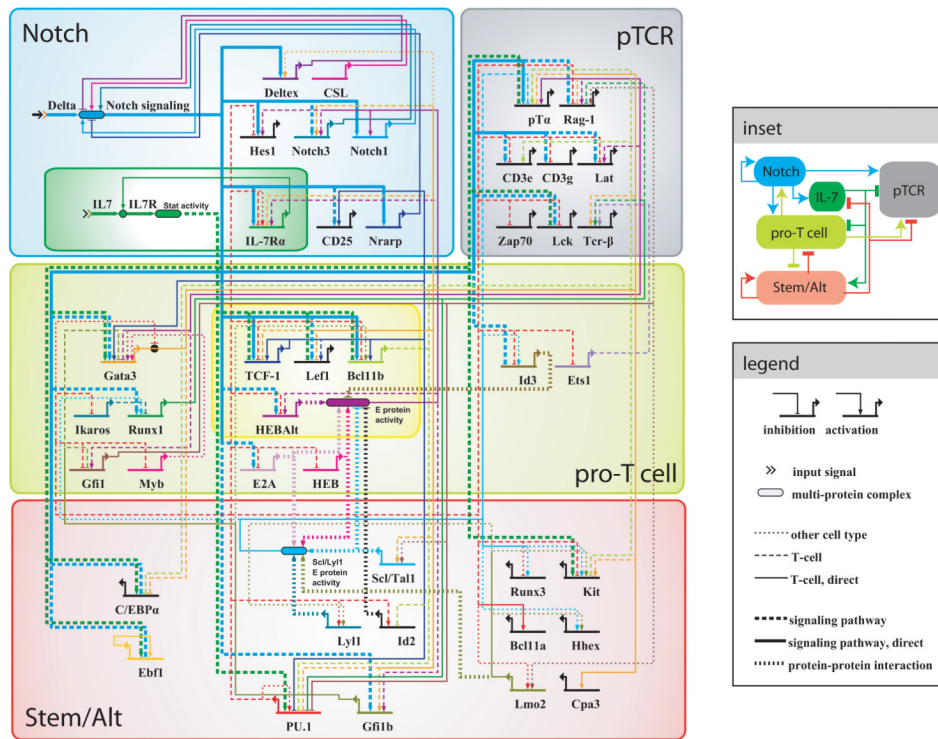 Notch
Delta
Notch signaling
Deltex
CSL
Hes1
Notch3
Notch1
IL7
IL7R
Stat activity
IL-7Rα
CD25
Nrarp
pTCR
pTα
Rag-1
CD3e
CD3g
Lat
Zap70
Lck
Tcr-β
Gata3
TCF-1
Lef1
Bcl11b
Id3
Ets1
Ikaros
Runx1
HEBAlt
E protein
activity
Gfi1
Myb
E2A
HEB
pro-T cell
Scl/Lyl1
E protein
activity
Scl/Tal1
Runx3
Kit
C/EBPα
Lyl1
Id2
Bcl11a
Hhex
Ebf1
PU.1
Gfi1b
Lmo2
Cpa3
Stem/Alt
inset
Notch
IL-7
pTCR
pro-T cell
Stem/Alt
legend
inhibition
activation
input signal
multi-protein complex
other cell type
T-cell
T-cell, direct
signaling pathway
signaling pathway, direct
protein-protein interaction